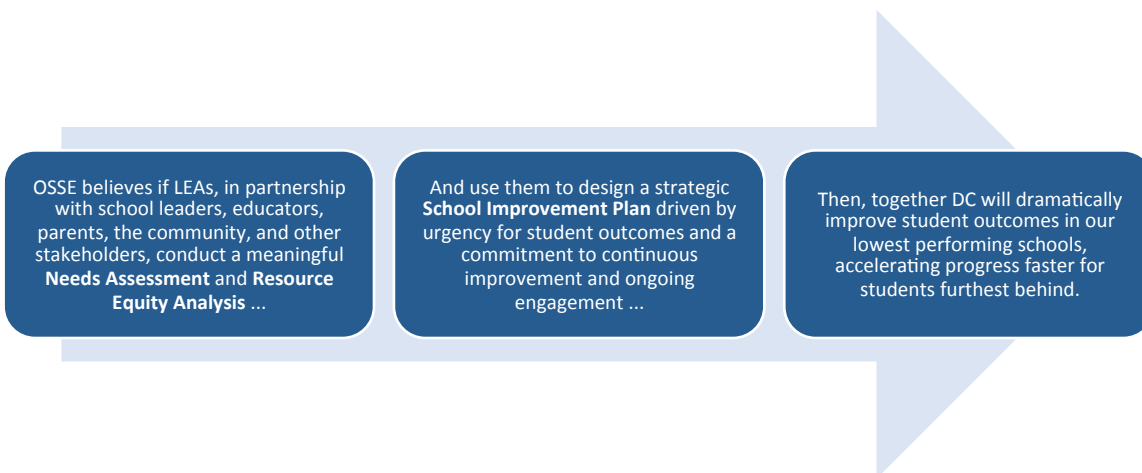 OSSE believes if LEAs, in partnership
with school leaders, educators,
parents, the community, and other
stakeholders, conduct a meaningful
Needs Assessment and Resource
Equity Analysis ...
And use them to design a strategic
School Improvement Plan driven by
urgency for student outcomes and a
commitment to continuous
improvement and ongoing
engagement ...
Then, together DC will dramatically
improve student outcomes in our
lowest performing schools,
accelerating progress faster for
students furthest behind.